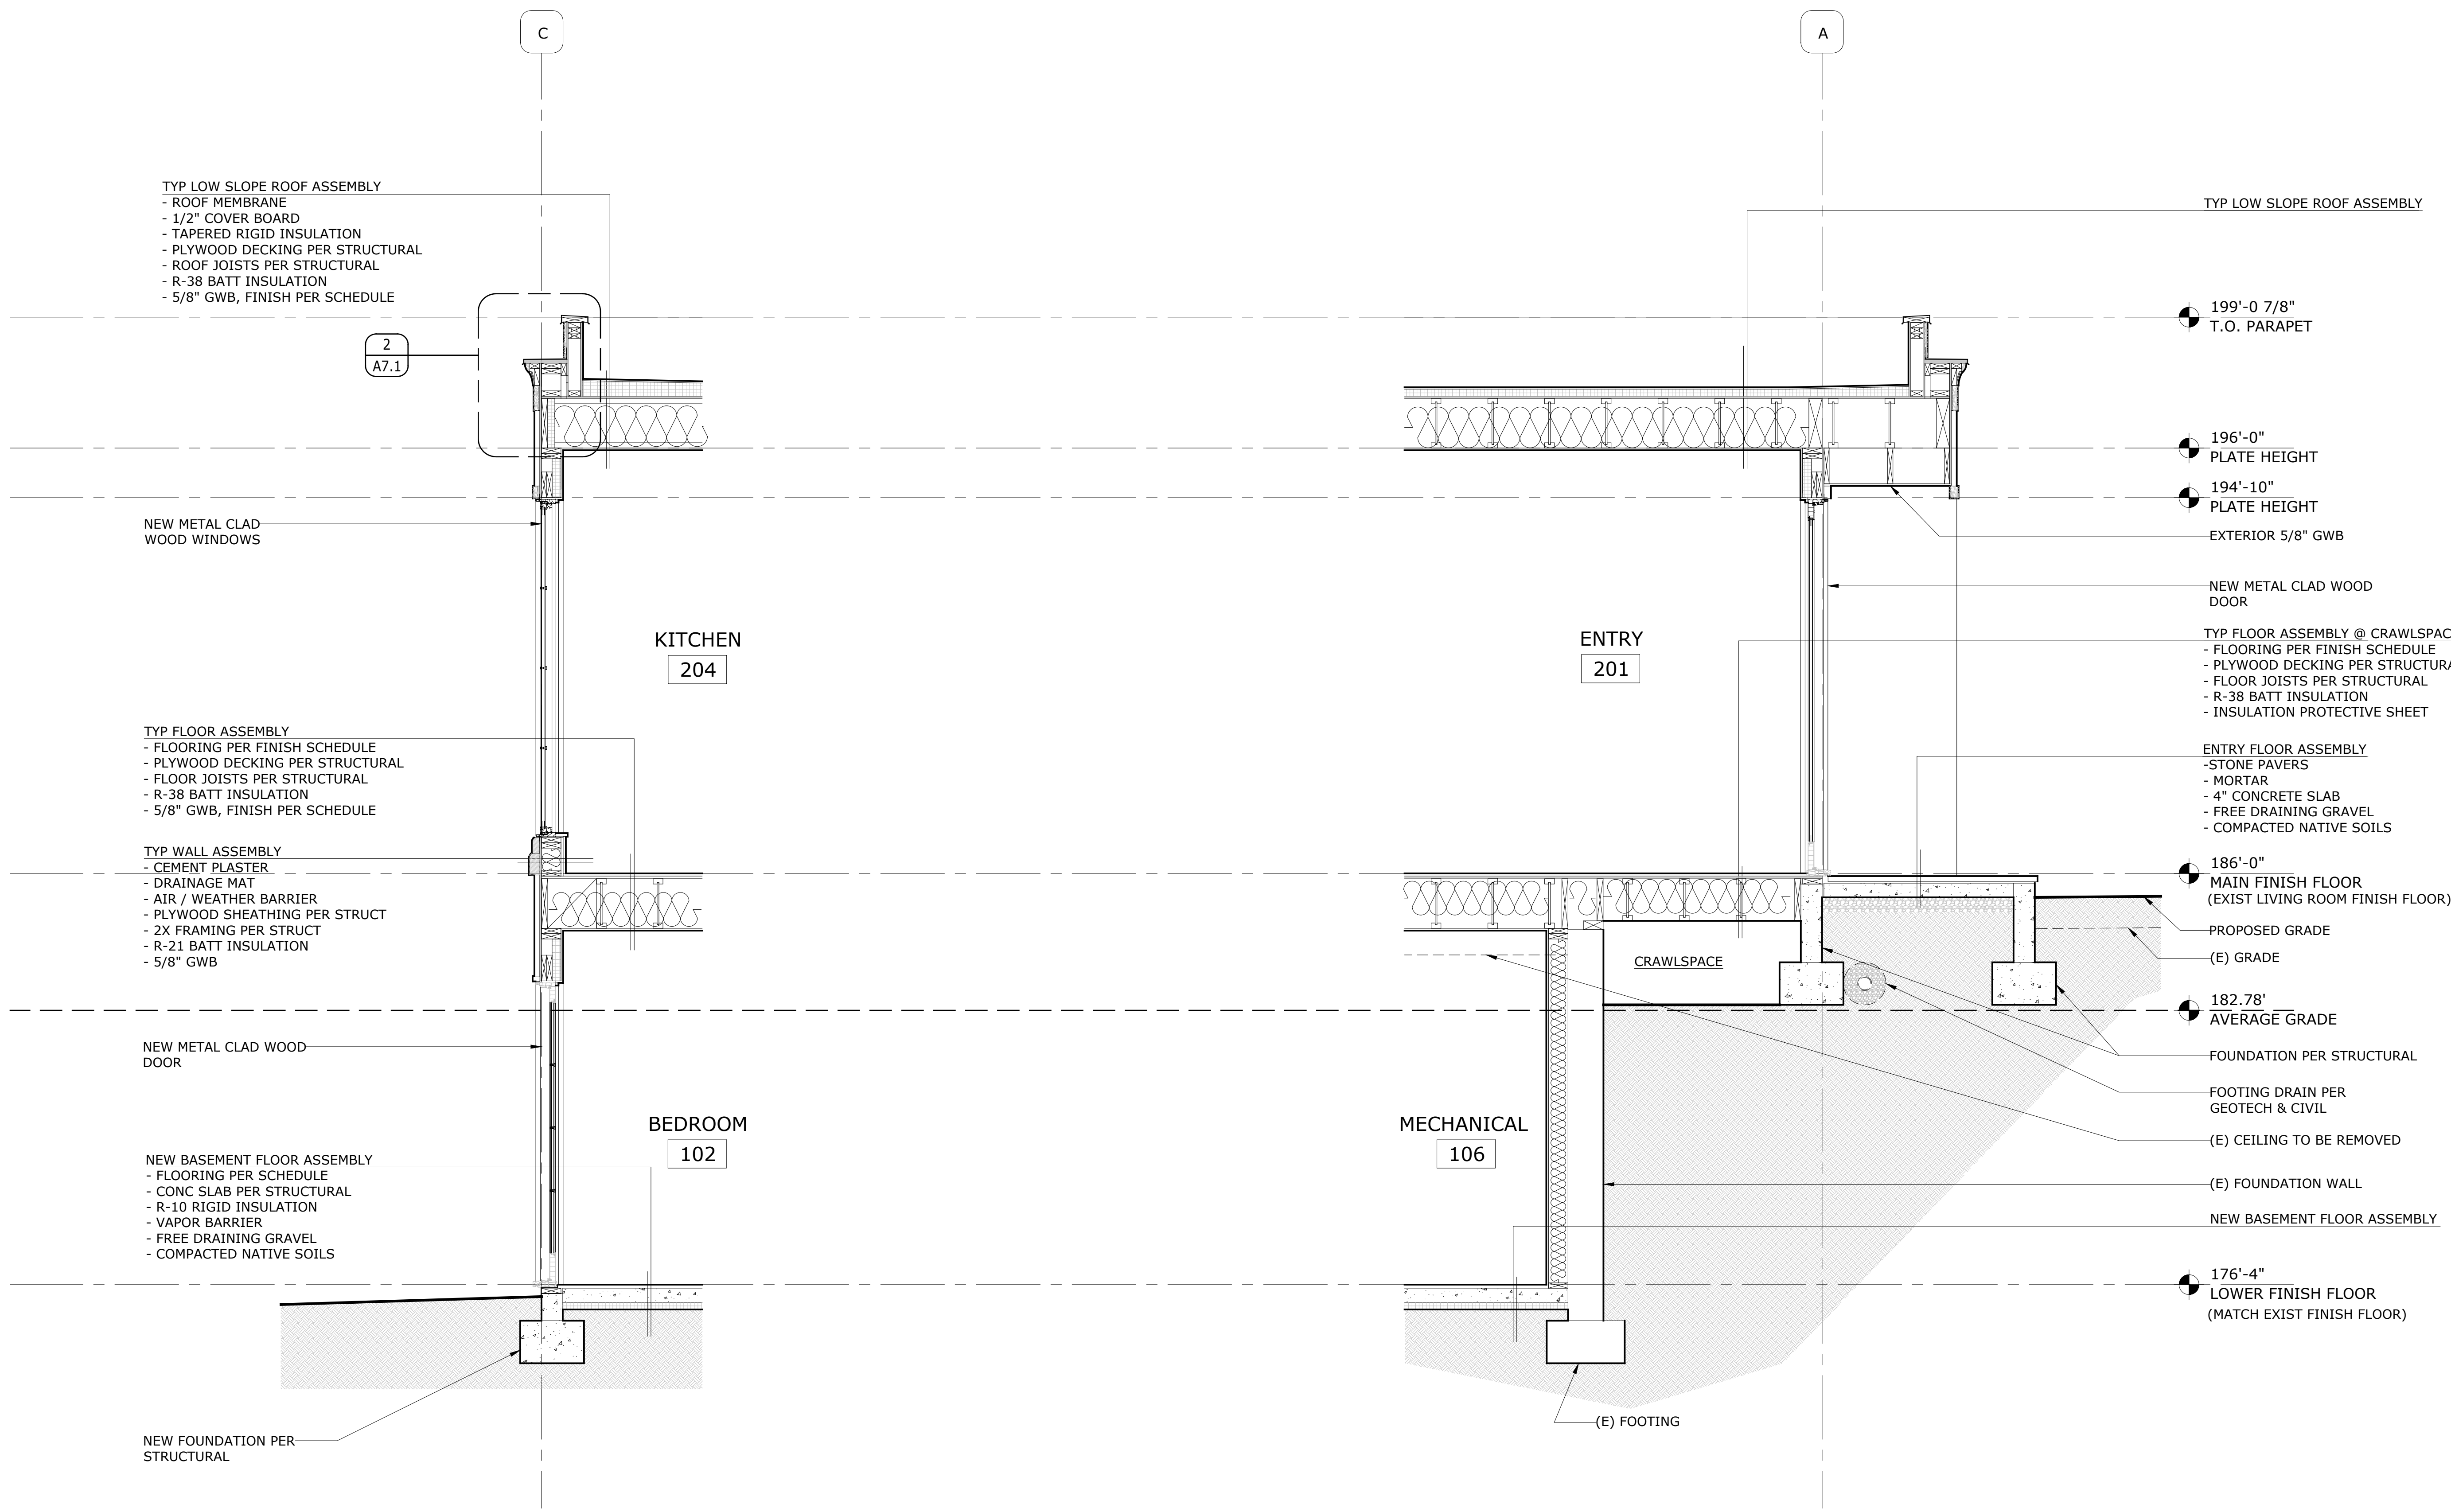 C
A
TYP LOW SLOPE ROOF ASSEMBLY
- ROOF MEMBRANE
- 1/2" COVER BOARD
- TAPERED RIGID INSULATION
- PLYWOOD DECKING PER STRUCTURAL
- ROOF JOISTS PER STRUCTURAL
- R-38 BATT INSULATION
- 5/8" GWB, FINISH PER SCHEDULE
2
A7.1
NEW METAL CLAD
WOOD WINDOWS
TYP FLOOR ASSEMBLY
- FLOORING PER FINISH SCHEDULE
- PLYWOOD DECKING PER STRUCTURAL
- FLOOR JOISTS PER STRUCTURAL
- R-38 BATT INSULATION
- 5/8" GWB, FINISH PER SCHEDULE
TYP WALL ASSEMBLY
- CEMENT PLASTER
- DRAINAGE MAT
- AIR / WEATHER BARRIER
- PLYWOOD SHEATHING PER STRUCT
- 2X FRAMING PER STRUCT
- R-21 BATT INSULATION
- 5/8" GWB
NEW METAL CLAD WOOD
DOOR
NEW BASEMENT FLOOR ASSEMBLY
- FLOORING PER SCHEDULE
- CONC SLAB PER STRUCTURAL
- R-10 RIGID INSULATION
- VAPOR BARRIER
- FREE DRAINING GRAVEL
- COMPACTED NATIVE SOILS
NEW FOUNDATION PER
STRUCTURAL
KITCHEN
204
BEDROOM
102
ENTRY
201
CRAWLSPACE
MECHANICAL
106
(E) FOOTING
TYP LOW SLOPE ROOF ASSEMBLY
199'-0 7/8"
T.O. PARAPET
196'-0"
PLATE HEIGHT
194'-10"
PLATE HEIGHT
EXTERIOR 5/8" GWB
NEW METAL CLAD WOOD
DOOR
TYP FLOOR ASSEMBLY @ CRAWLSPAC
- FLOORING PER FINISH SCHEDULE
- PLYWOOD DECKING PER STRUCTURA
- FLOOR JOISTS PER STRUCTURAL
- R-38 BATT INSULATION
- INSULATION PROTECTIVE SHEET
ENTRY FLOOR ASSEMBLY
-STONE PAVERS
- MORTAR
- 4" CONCRETE SLAB
- FREE DRAINING GRAVEL
- COMPACTED NATIVE SOILS
186'-0"
MAIN FINISH FLOOR
(EXIST LIVING ROOM FINISH FLOOR)
PROPOSED GRADE
(E) GRADE
182.78'
AVERAGE GRADE
FOUNDATION PER STRUCTURAL
FOOTING DRAIN PER
GEOTECH & CIVIL
(E) CEILING TO BE REMOVED
(E) FOUNDATION WALL
NEW BASEMENT FLOOR ASSEMBLY
176'-4"
LOWER FINISH FLOOR
(MATCH EXIST FINISH FLOOR)